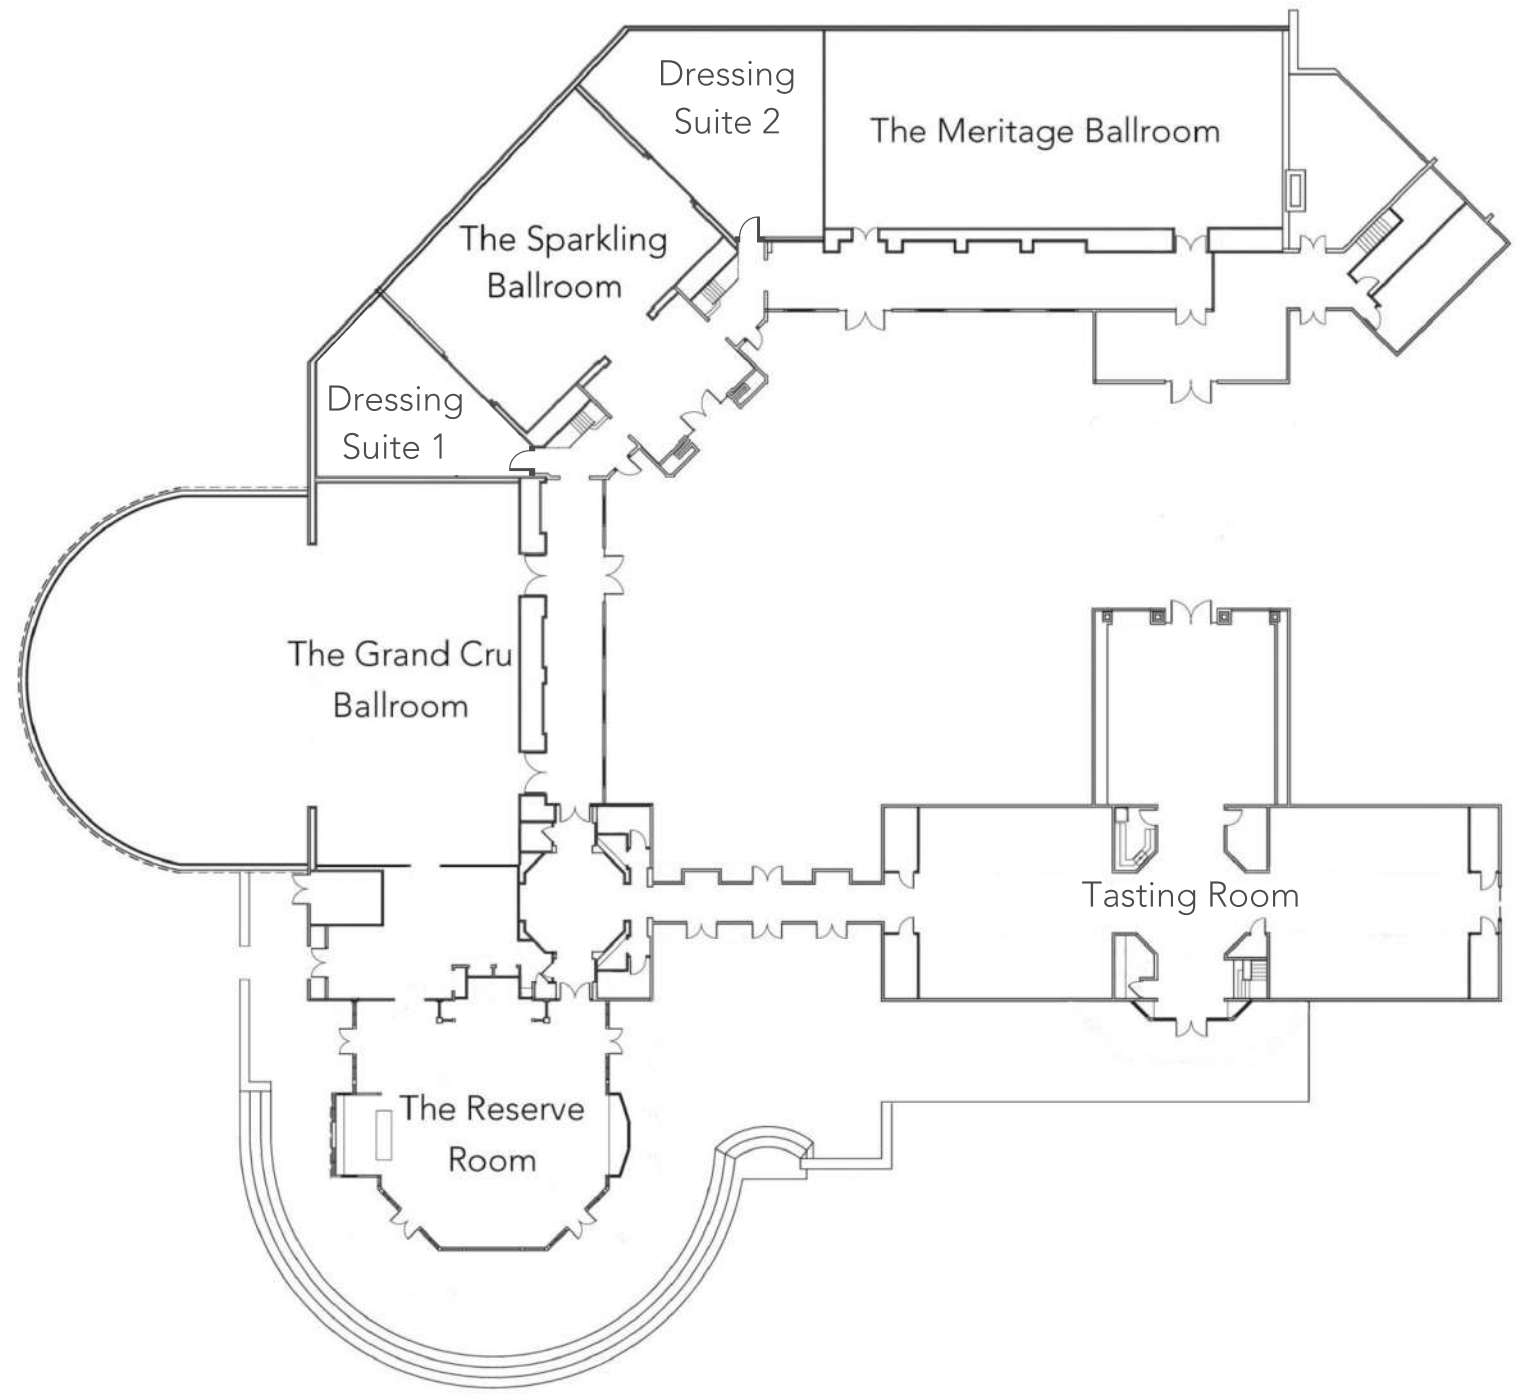 Dressing
Suite 2
The Meritage Ballroom
The Sparkling
Ballroom
Dressing
Suite 1
The Grand Cru
Ballroom
Tasting Room
The Reserve
Room